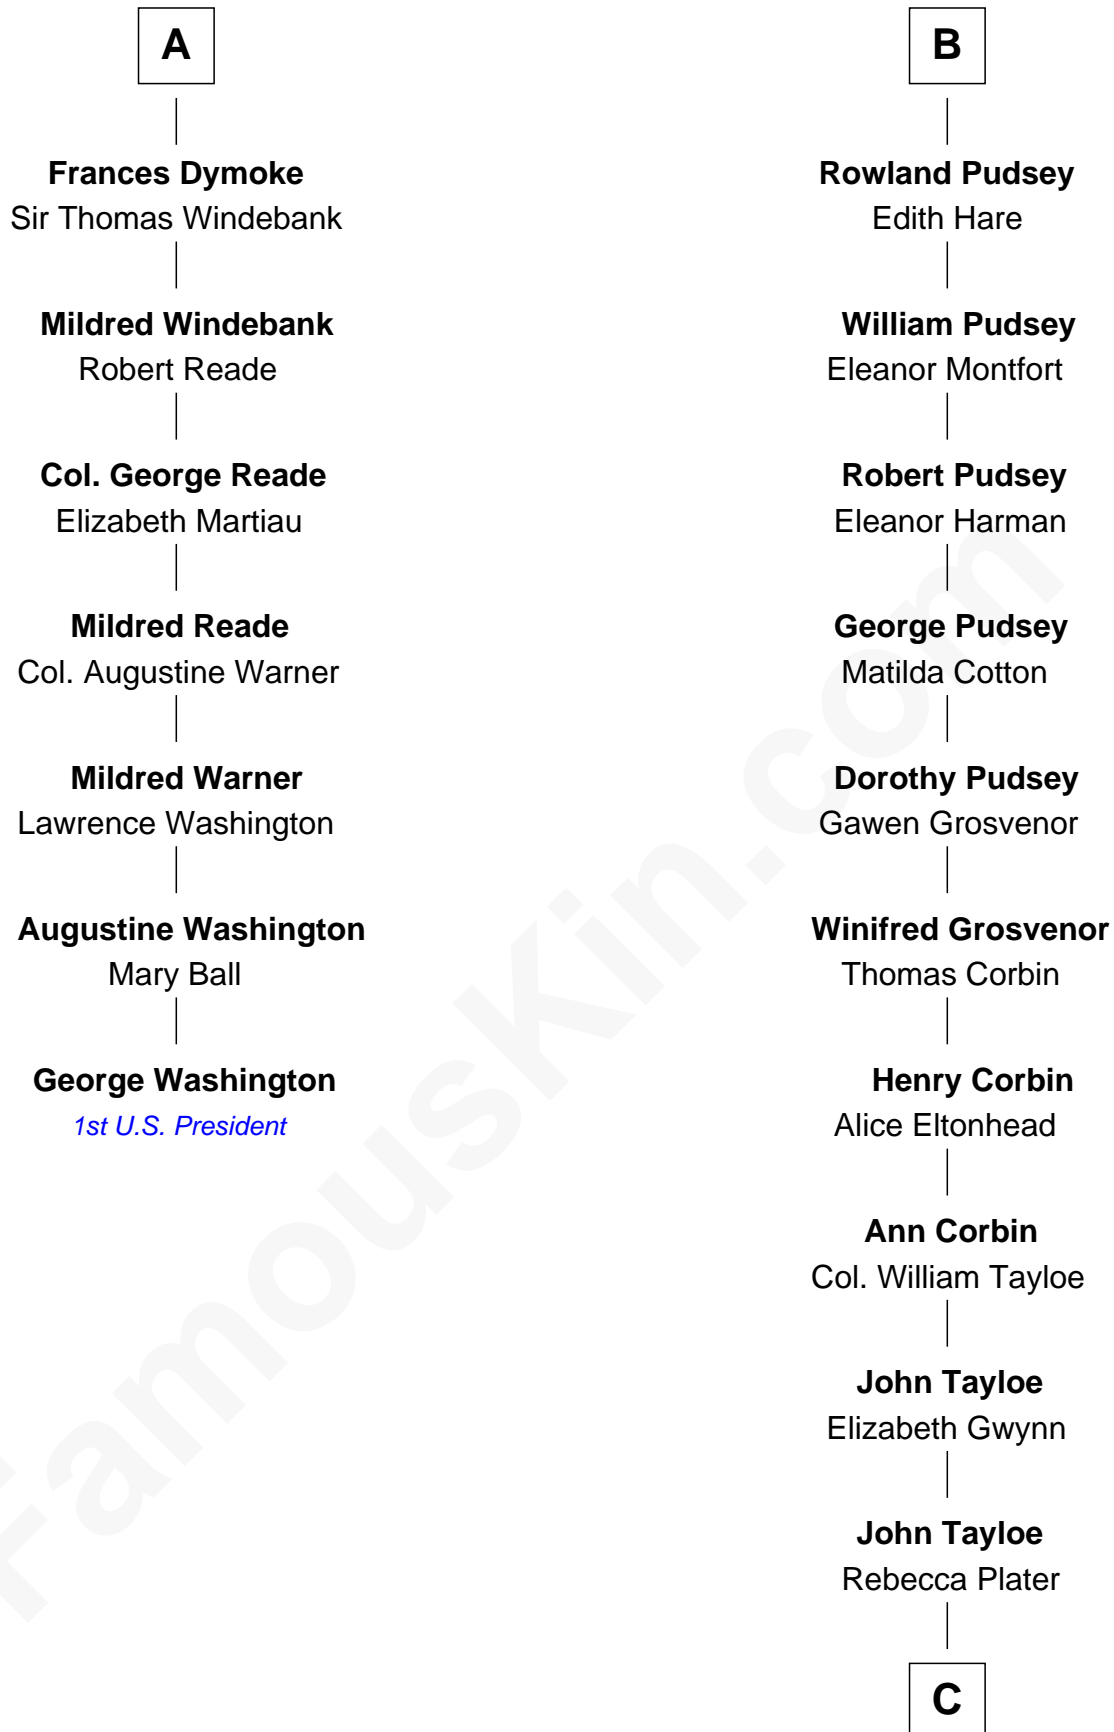 A
Frances Dymoke
Sir Thomas Windebank
Mildred Windebank
Robert Reade
Col. George Reade
Elizabeth Martiau
Mildred Reade
Col. Augustine Warner
Mildred Warner
Lawrence Washington
Augustine Washington
Mary Ball
George Washington
1st U.S. President
B
Rowland Pudsey
Edith Hare
William Pudsey
Eleanor Montfort
Robert Pudsey
Eleanor Harman
George Pudsey
Matilda Cotton
Dorothy Pudsey
Gawen Grosvenor
Winifred Grosvenor
Thomas Corbin
Henry Corbin
Alice Eltonhead
Ann Corbin
Col. William Tayloe
John Tayloe
Elizabeth Gwynn
John Tayloe
Rebecca Plater
C
FamousKin.com